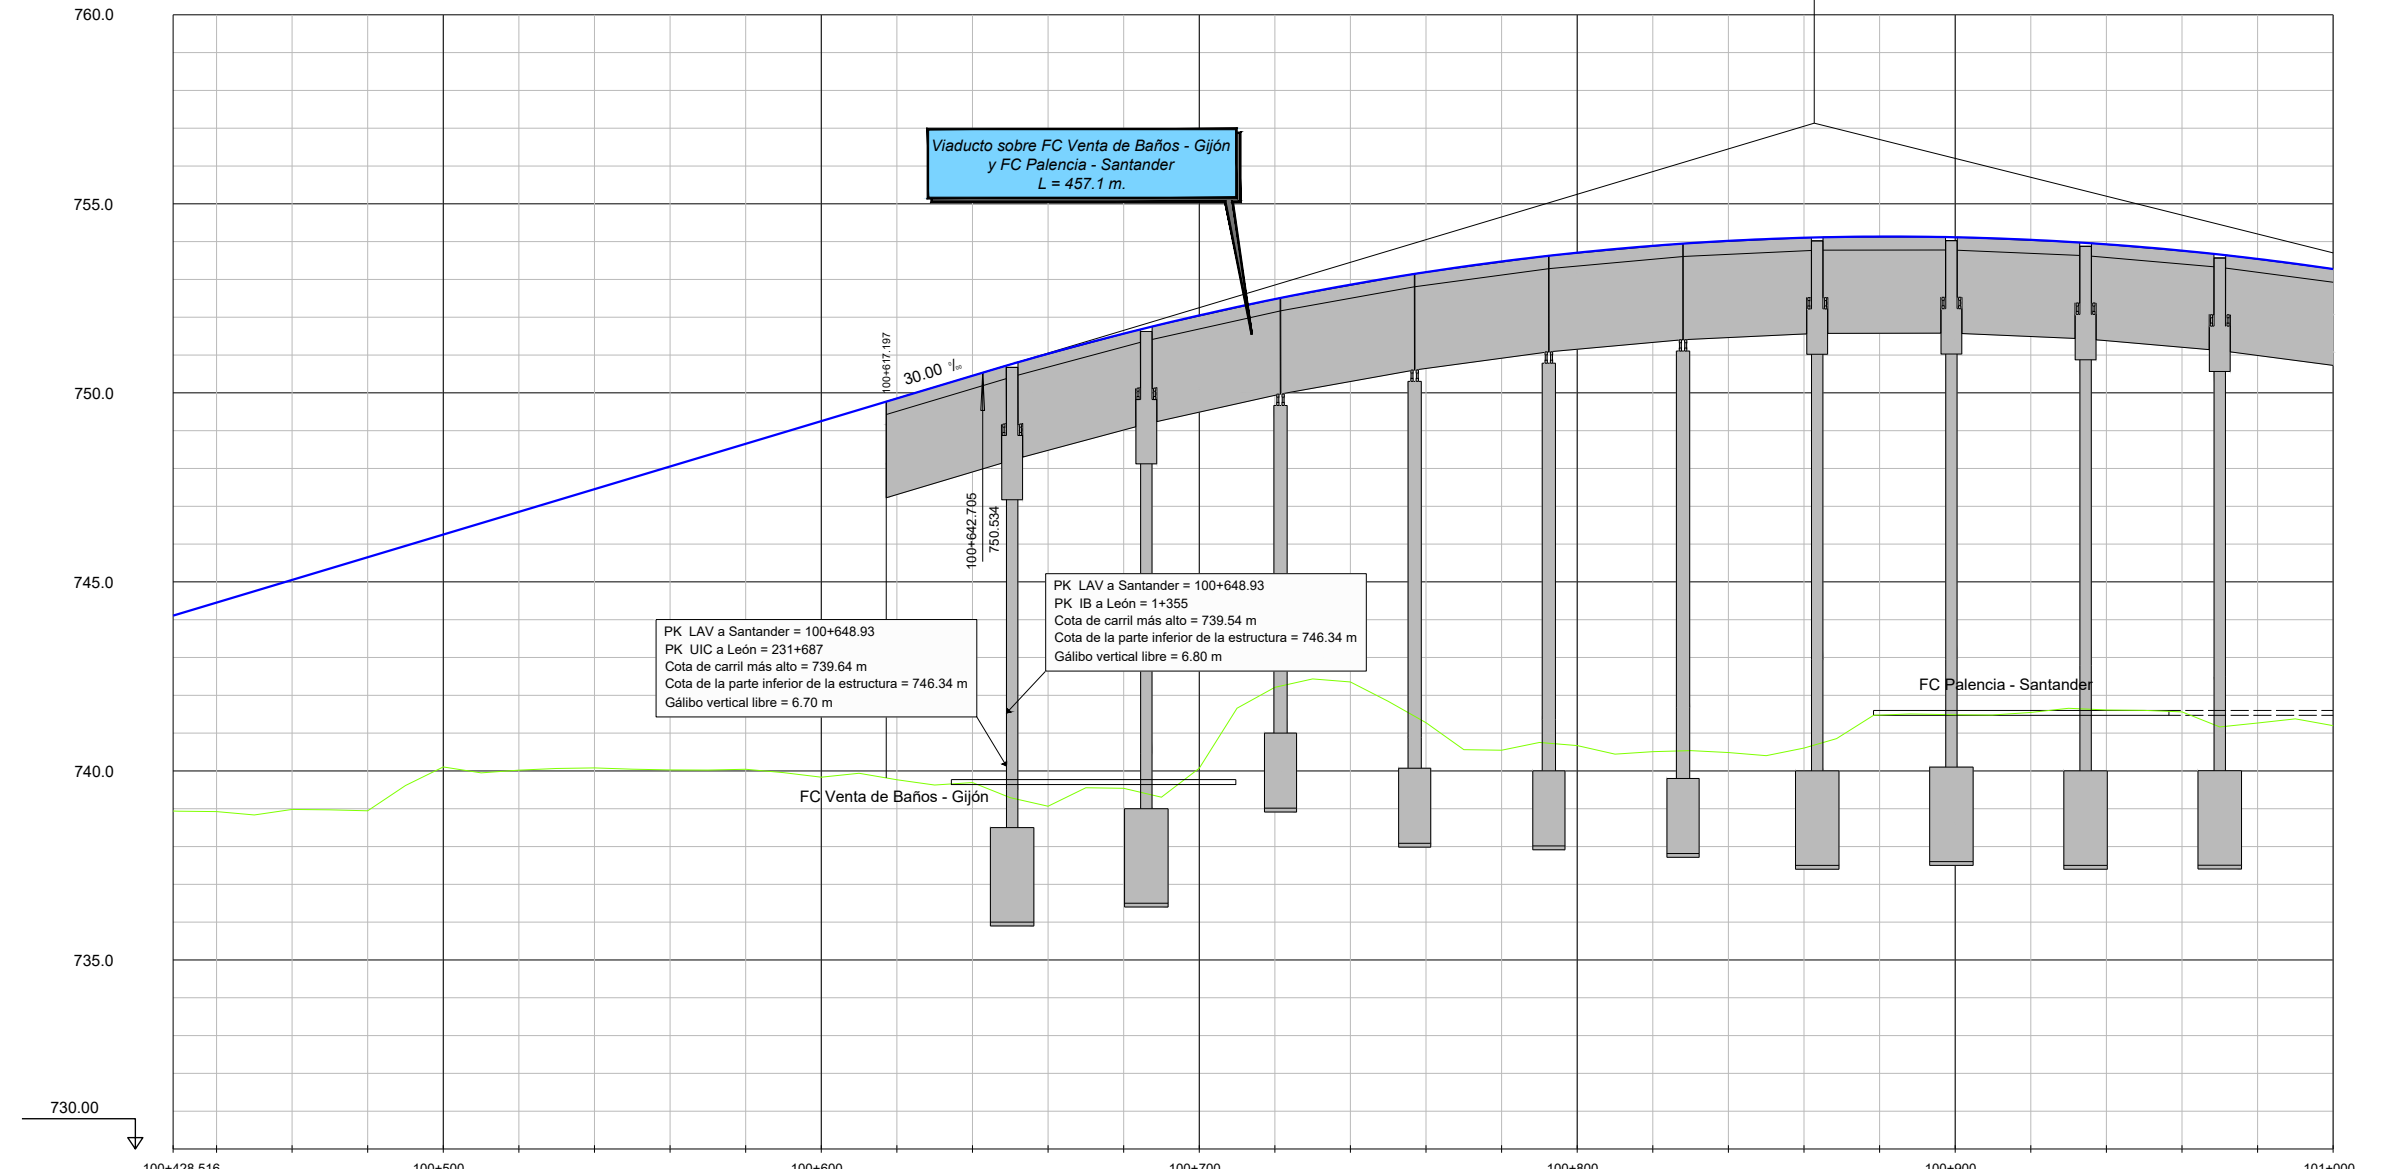 760.0
Viaducto sobre FC Venta de Baños - Gijón
y FC Palencia - Santander
L = 457.1 m.
755.0
100+617.197
30.00 ‰
750.0
100+642.705
750.534
745.0
PK LAV a Santander = 100+648.93
PK IB a León = 1+355
Cota de carril más alto = 739.54 m
Cota de la parte inferior de la estructura = 746.34 m
Gálibo vertical libre = 6.80 m
PK LAV a Santander = 100+648.93
PK UIC a León = 231+687
Cota de carril más alto = 739.64 m
Cota de la parte inferior de la estructura = 746.34 m
Gálibo vertical libre = 6.70 m
FC Palencia - Santander
740.0
FC Venta de Baños - Gijón
735.0
730.00
100+428.516
100+500
100+600
100+700
100+800
100+900
101+000